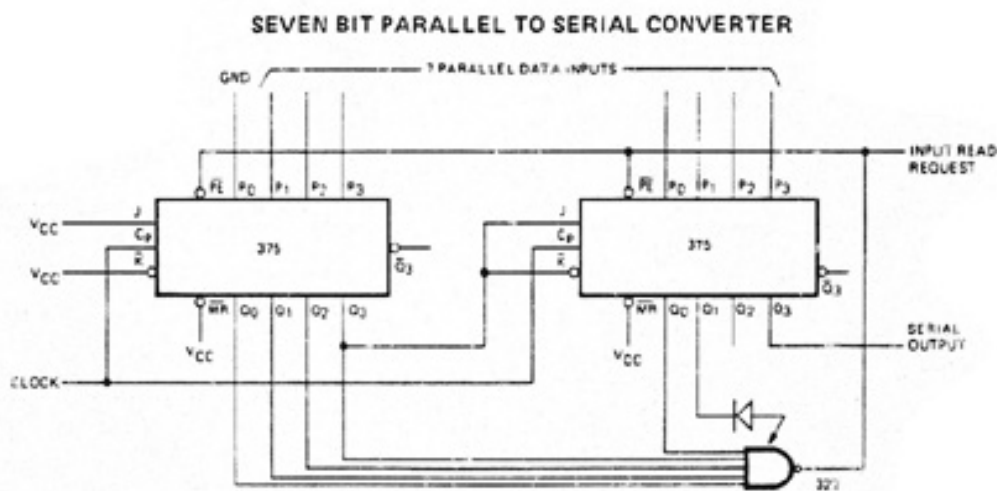 SEVEN BIT PARALLEL TO SERIAL CONVERTER
7 PARALLEL DATA INPUTS
GND
INPUT READ
REQUEST
PE P0 P1 P2 P3
PE P0 P1 P2 P3
VCC J
CP
VCC K
375
Q3
J
CP
K
375
Q3
MR Q0 Q1 Q2 Q3
MR Q0 Q1 Q2 Q3
VCC
VCC
SERIAL
OUTPUT
CLOCK